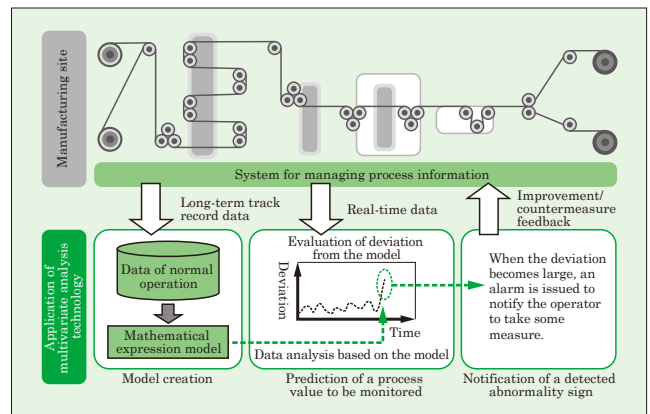 Manufacturing site
System for managing process information
Long-term track
record data
Real-time data
Improvement/
countermeasure
feedback
Application of
multivariate analysis
technology
Data of normal
operation
Mathematical
expression model
Model creation
Evaluation of deviation
from the model
Deviation
Time
Data analysis based on the model
Prediction of a process
value to be monitored
When the deviation
becomes large, an
alarm is issued to
notify the operator
to take some
measure.
Notification of a detected
abnormality sign